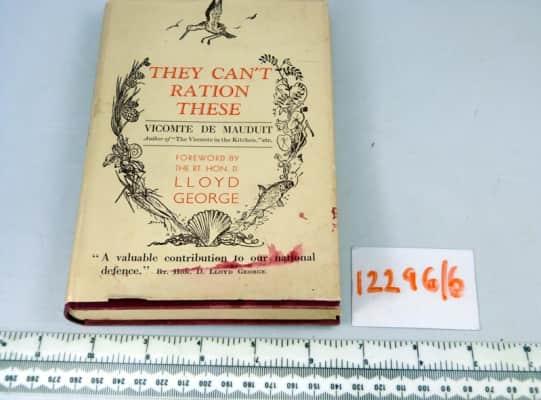 THEY CAN'T
RATION
THESE
VICOMTE DE MAUDUIT
Author of "The Vicomte in the Kitchen," etc.
FOREWORD BY
THE RT. HON. D.
LLOYD
GEORGE
"A valuable contribution to our national
defence." RT. HON. D. LLOYD GEORGE.
12296/6